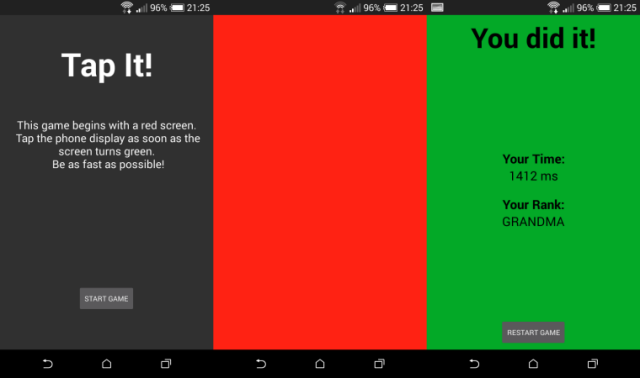 96% 21:25
Tap It!
This game begins with a red screen.
Tap the phone display as soon as the
screen turns green.
Be as fast as possible!
START GAME
96% 21:25
96% 21:25
You did it!
Your Time:
1412 ms
Your Rank:
GRANDMA
RESTART GAME